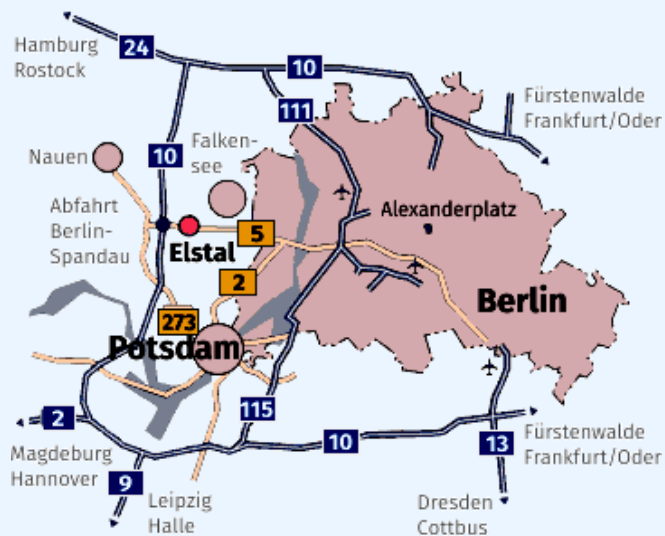 Hamburg
Rostock
24
10
111
Fürstenwalde
Frankfurt/Oder
Nauen
10
Falken-
see
Abfahrt
Berlin-
Spandau
Elstal
5
2
Alexanderplatz
Berlin
273
Potsdam
2
115
10
13
Fürstenwalde
Frankfurt/Oder
Magdeburg
Hannover
9
Leipzig
Halle
Dresden
Cottbus